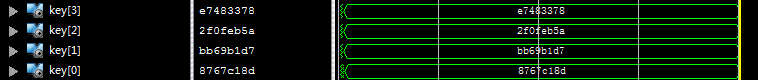 key[3] e7483378 e7483378
key[2] 2f0feb5a 2f0feb5a
key[1] bb69b1d7 bb69b1d7
key[0] 8767c18d 8767c18d